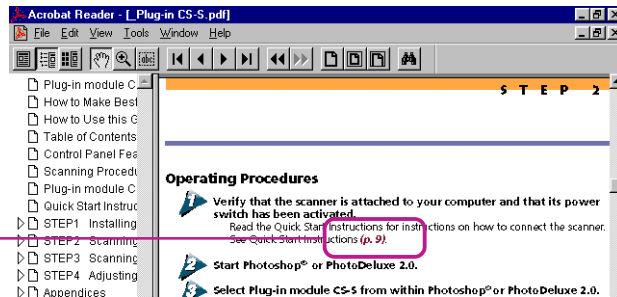 Acrobat Reader - [_Plug-in CS-S.pdf]
File Edit View Tools Window Help
abc
Plug-in module C
How to Make Best
How to Use this G
Table of Contents
Control Panel Fea
Scanning Procedu
Plug-in module C
Quick Start Instruc
STEP1 Installing
STEP2 Scanning
STEP3 Scanning
STEP4 Adjusting
Appendices
STEP 2
Operating Procedures
1 Verify that the scanner is attached to your computer and that its power
switch has been activated.
Read the Quick Start Instructions for instructions on how to connect the scanner.
See Quick Start Instructions (p. 9).
2 Start Photoshop® or PhotoDeluxe 2.0.
3 Select Plug-in module CS-S from within Photoshop® or PhotoDeluxe 2.0.